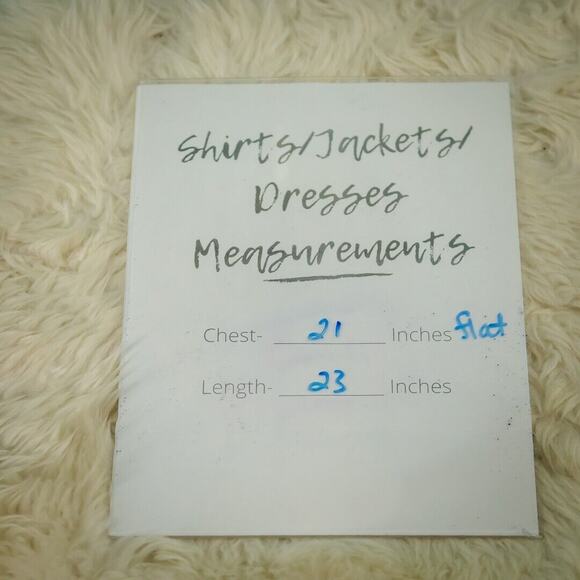 Shirts/Jackets/
Dresses
Measurements
Chest- 21 Inches flat
Length- 23 Inches